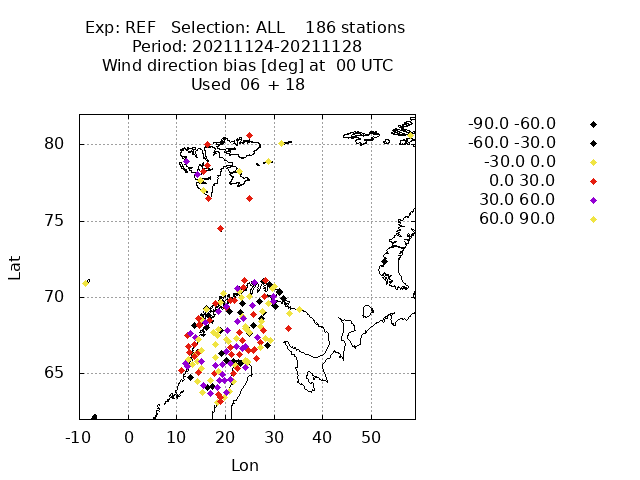 Exp: REF   Selection: ALL    186 stations
Period: 20211124-20211128
Wind direction bias [deg] at  00 UTC
Used  06 + 18
-90.0 -60.0
-60.0 -30.0
-30.0 0.0
0.0 30.0
30.0 60.0
60.0 90.0
80
75
70
65
Lat
-10 0 10 20 30 40 50
Lon